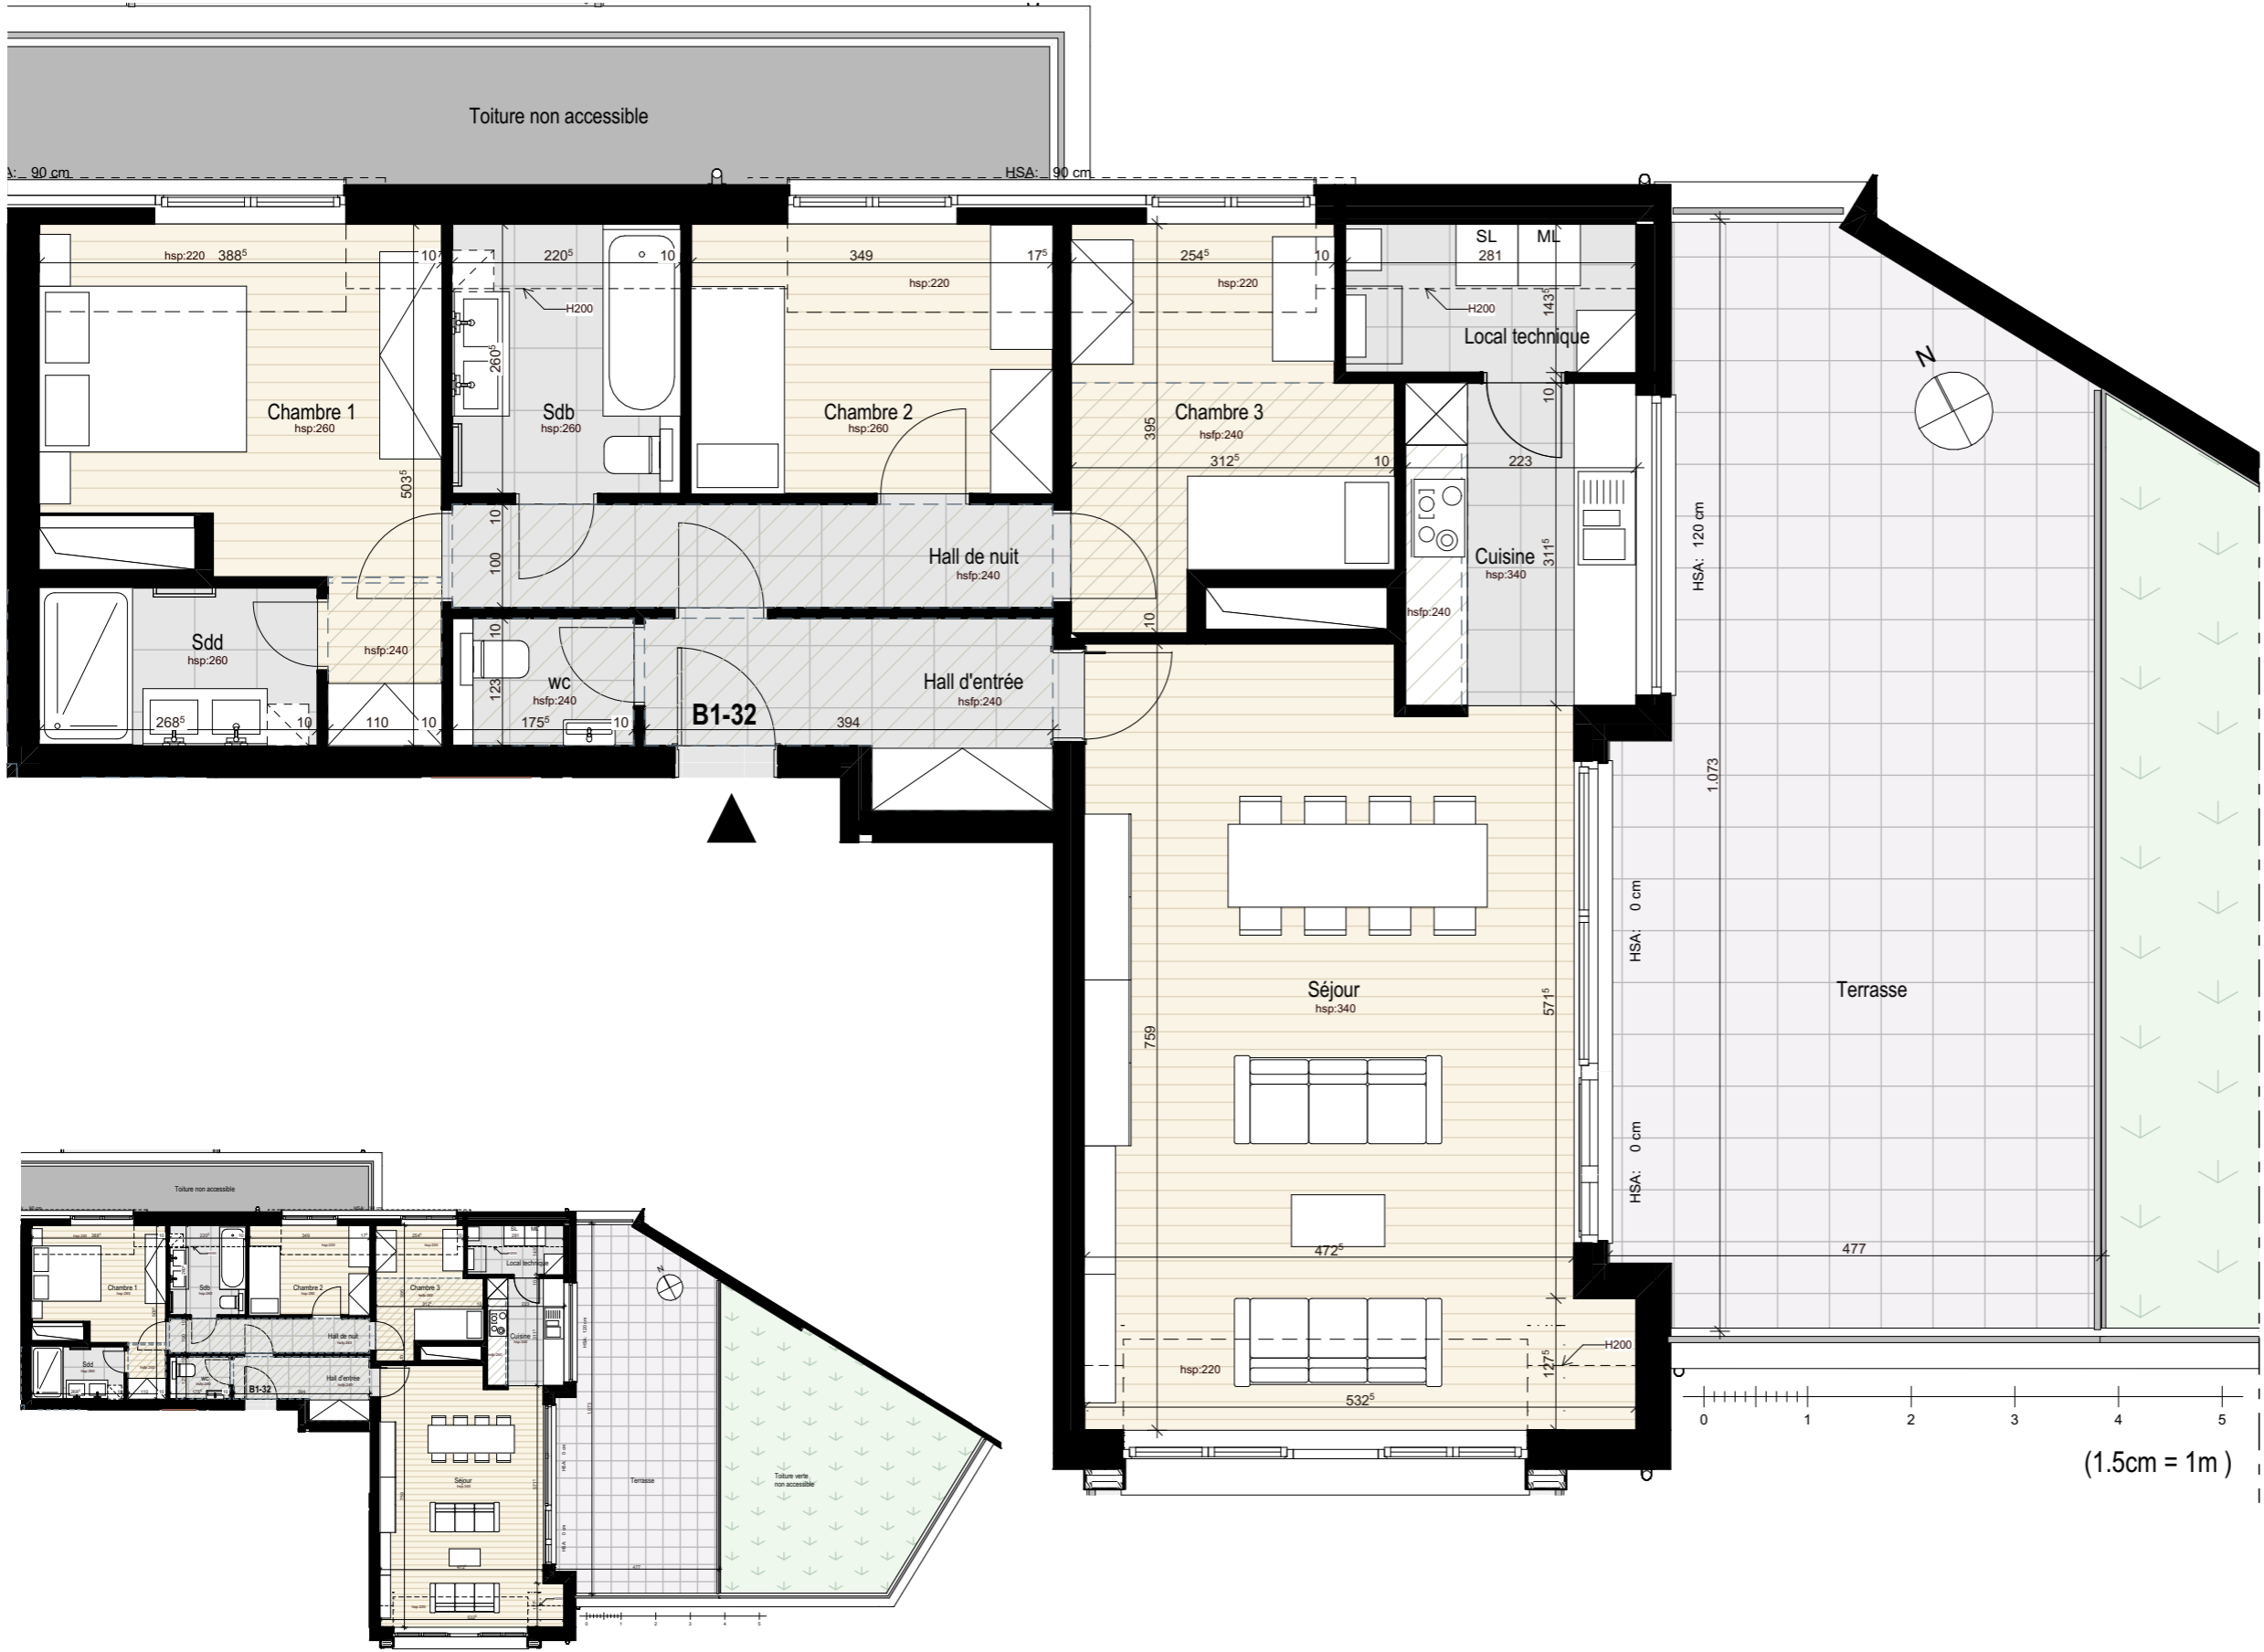 Toiture non accessible
A: 90 cm
HSA: 90 cm
hsp:220 388⁵ 10
220⁵ 10
349 17⁵
254⁵ 10
SL ML
281
hsp:220
hsp:220
H200
H200
143⁵
Local technique
N
260⁵
Chambre 1
hsp:260
Sdb
hsp:260
Chambre 2
hsp:260
Chambre 3
hsfp:240
395
10
312⁵ 10
223
503⁵
10
100
Hall de nuit
hsfp:240
Cuisine
hsp:340
311⁵
HSA: 120 cm
hsfp:240
10
10
Sdd
hsp:260
hsfp:240
123
wc
hsfp:240
Hall d'entrée
hsfp:240
B1-32
268⁵ 10 110 10 175⁵ 10 394
1.073
HSA: 0 cm
Séjour
hsp:340
571⁵
Terrasse
759
HSA: 0 cm
472⁵
477
H200
127⁵
hsp:220
532⁵
0 1 2 3 4 5
(1.5cm = 1m )
Toiture non accessible
SL ML
Local technique
N
Chambre 1
Sdb
Chambre 2
Chambre 3
Hall de nuit
Cuisine
Sdd
wc
Hall d'entrée
B1-32
Séjour
Terrasse
Toiture verte
non accessible
477